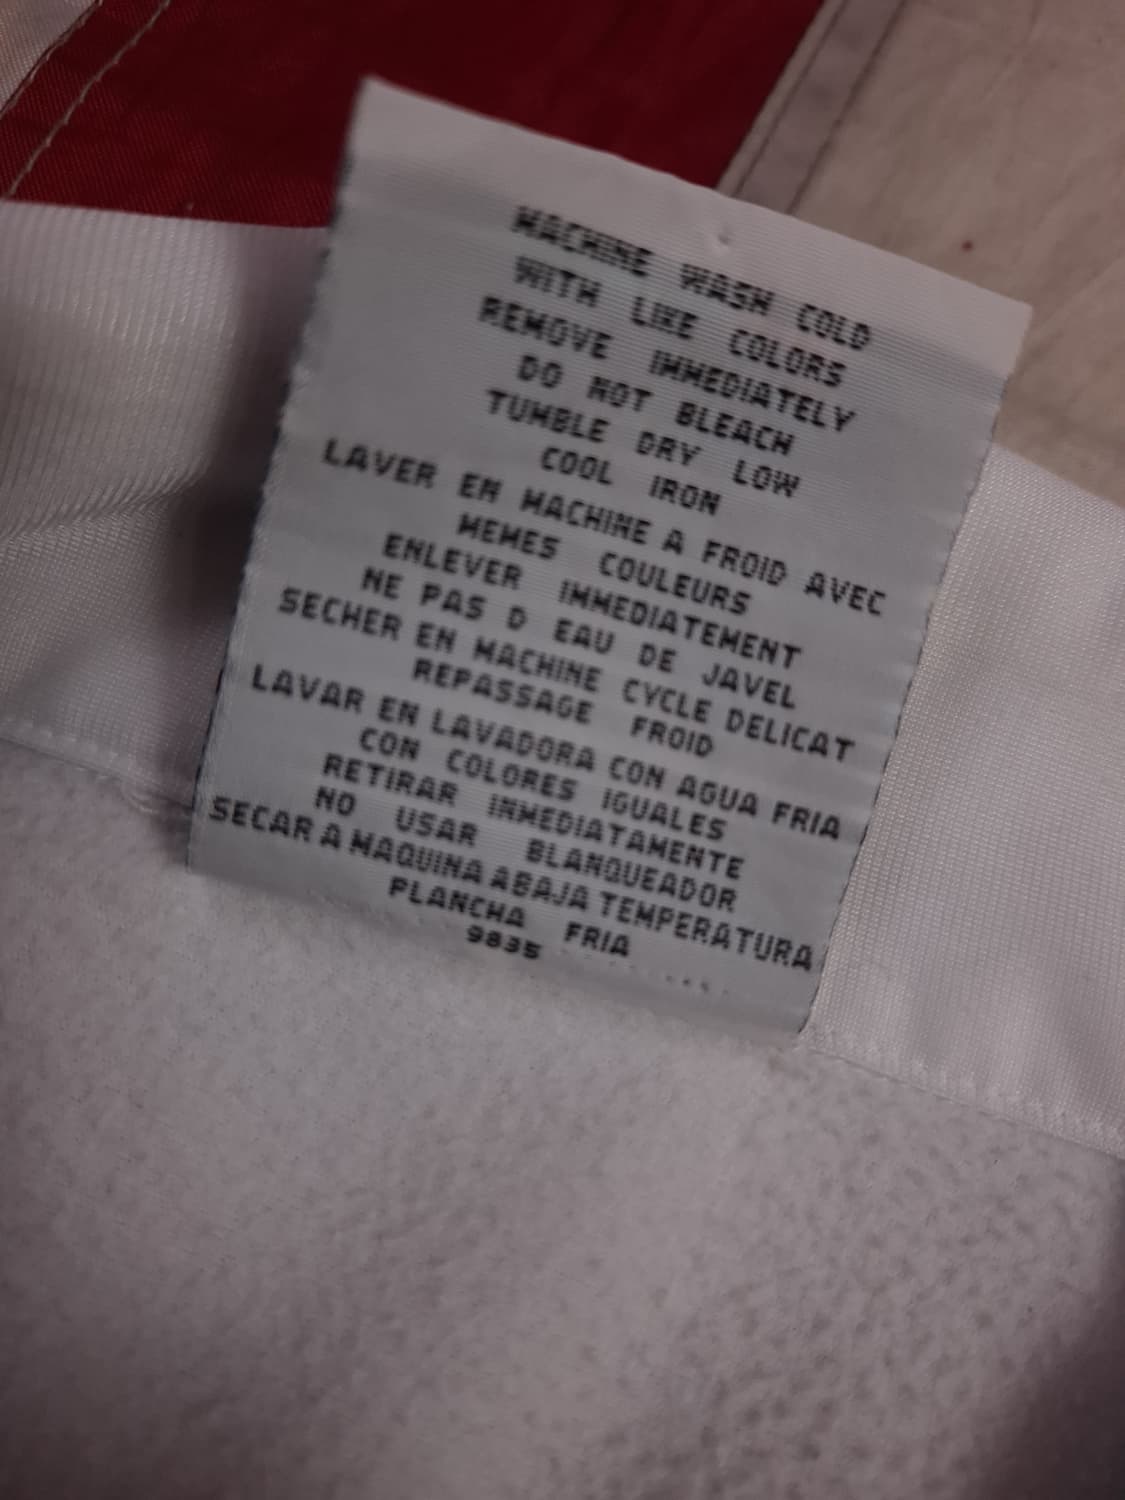 MACHINE WASH COLD
WITH LIKE COLORS
REMOVE IMMEDIATELY
DO NOT BLEACH
TUMBLE DRY LOW
COOL IRON
LAVER EN MACHINE A FROID AVEC
MEMES COULEURS
ENLEVER IMMEDIATEMENT
NE PAS D EAU DE JAVEL
SECHER EN MACHINE CYCLE DELICAT
REPASSAGE FROID
LAVAR EN LAVADORA CON AGUA FRIA
CON COLORES IGUALES
RETIRAR INMEDIATAMENTE
NO USAR BLANQUEADOR
SECAR A MAQUINA ABAJA TEMPERATURA
PLANCHA FRIA
9835